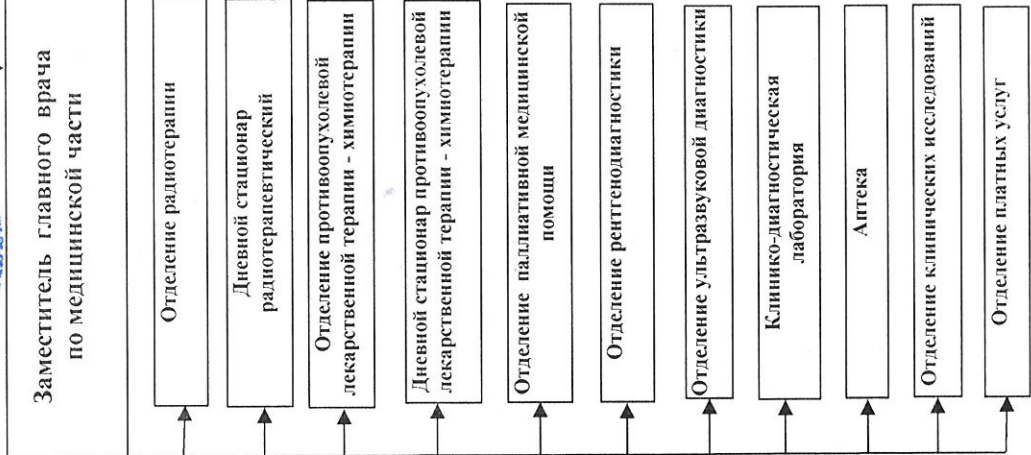 Заместитель главного врача
по медицинской части
Отделение радиотерапии
Дневной стационар
радиотерапевтический
Отделение противоопухолевой
лекарственной терапии - химиотерапии
Дневной стационар противоопухолевой
лекарственной терапии - химиотерапии
Отделение паллиативной медицинской
помощи
Отделение рентгенодиагностики
Отделение ультразвуковой диагностики
Клинико-диагностическая
лаборатория
Аптека
Отделение клинических исследований
Отделение платных услуг